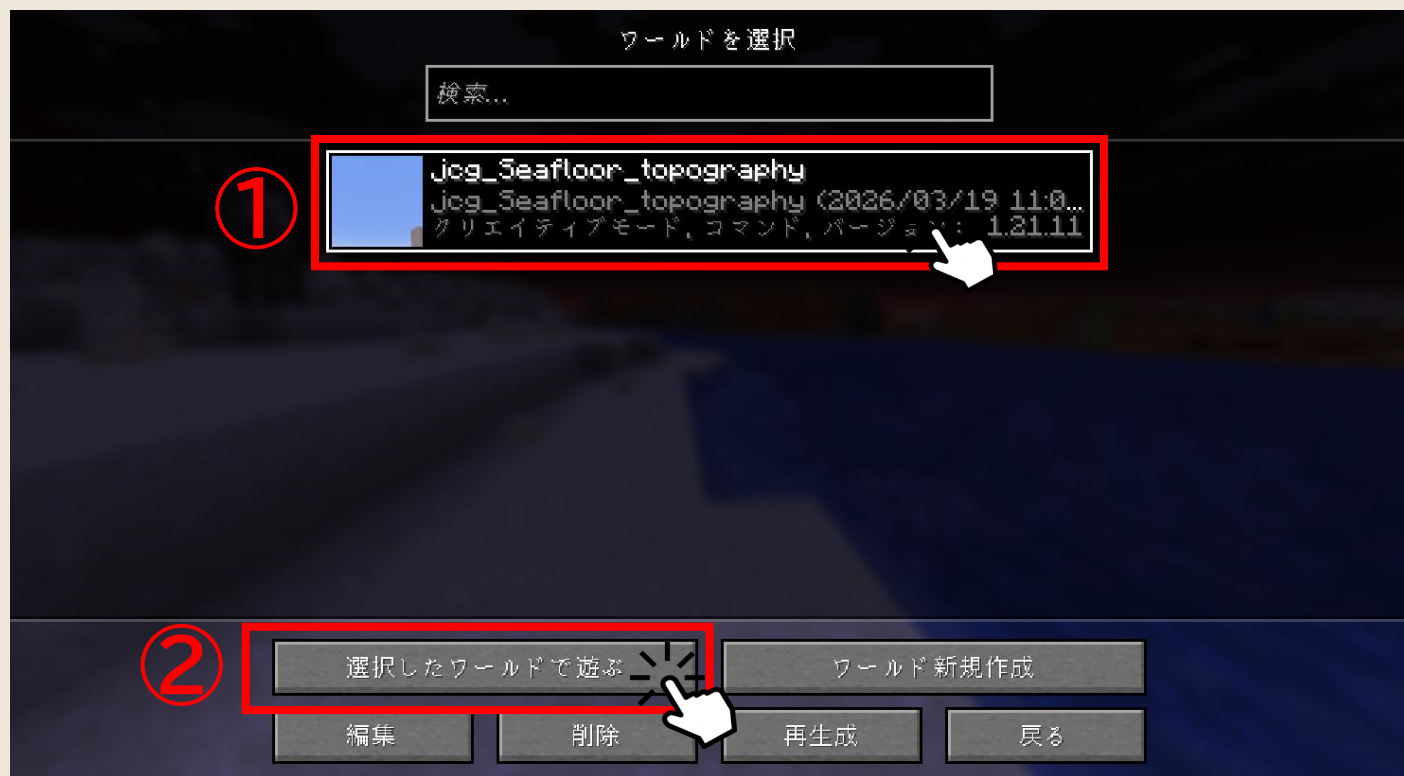 ワールドを選択
検索...
①
jcg_Seafloor_topography
jcg_Seafloor_topography (2026/03/19 11:0...
クリエイティブモード, コマンド, バージョン: 1.21.11
②
選択したワールドで遊ぶ
ワールド新規作成
編集
削除
再生成
戻る